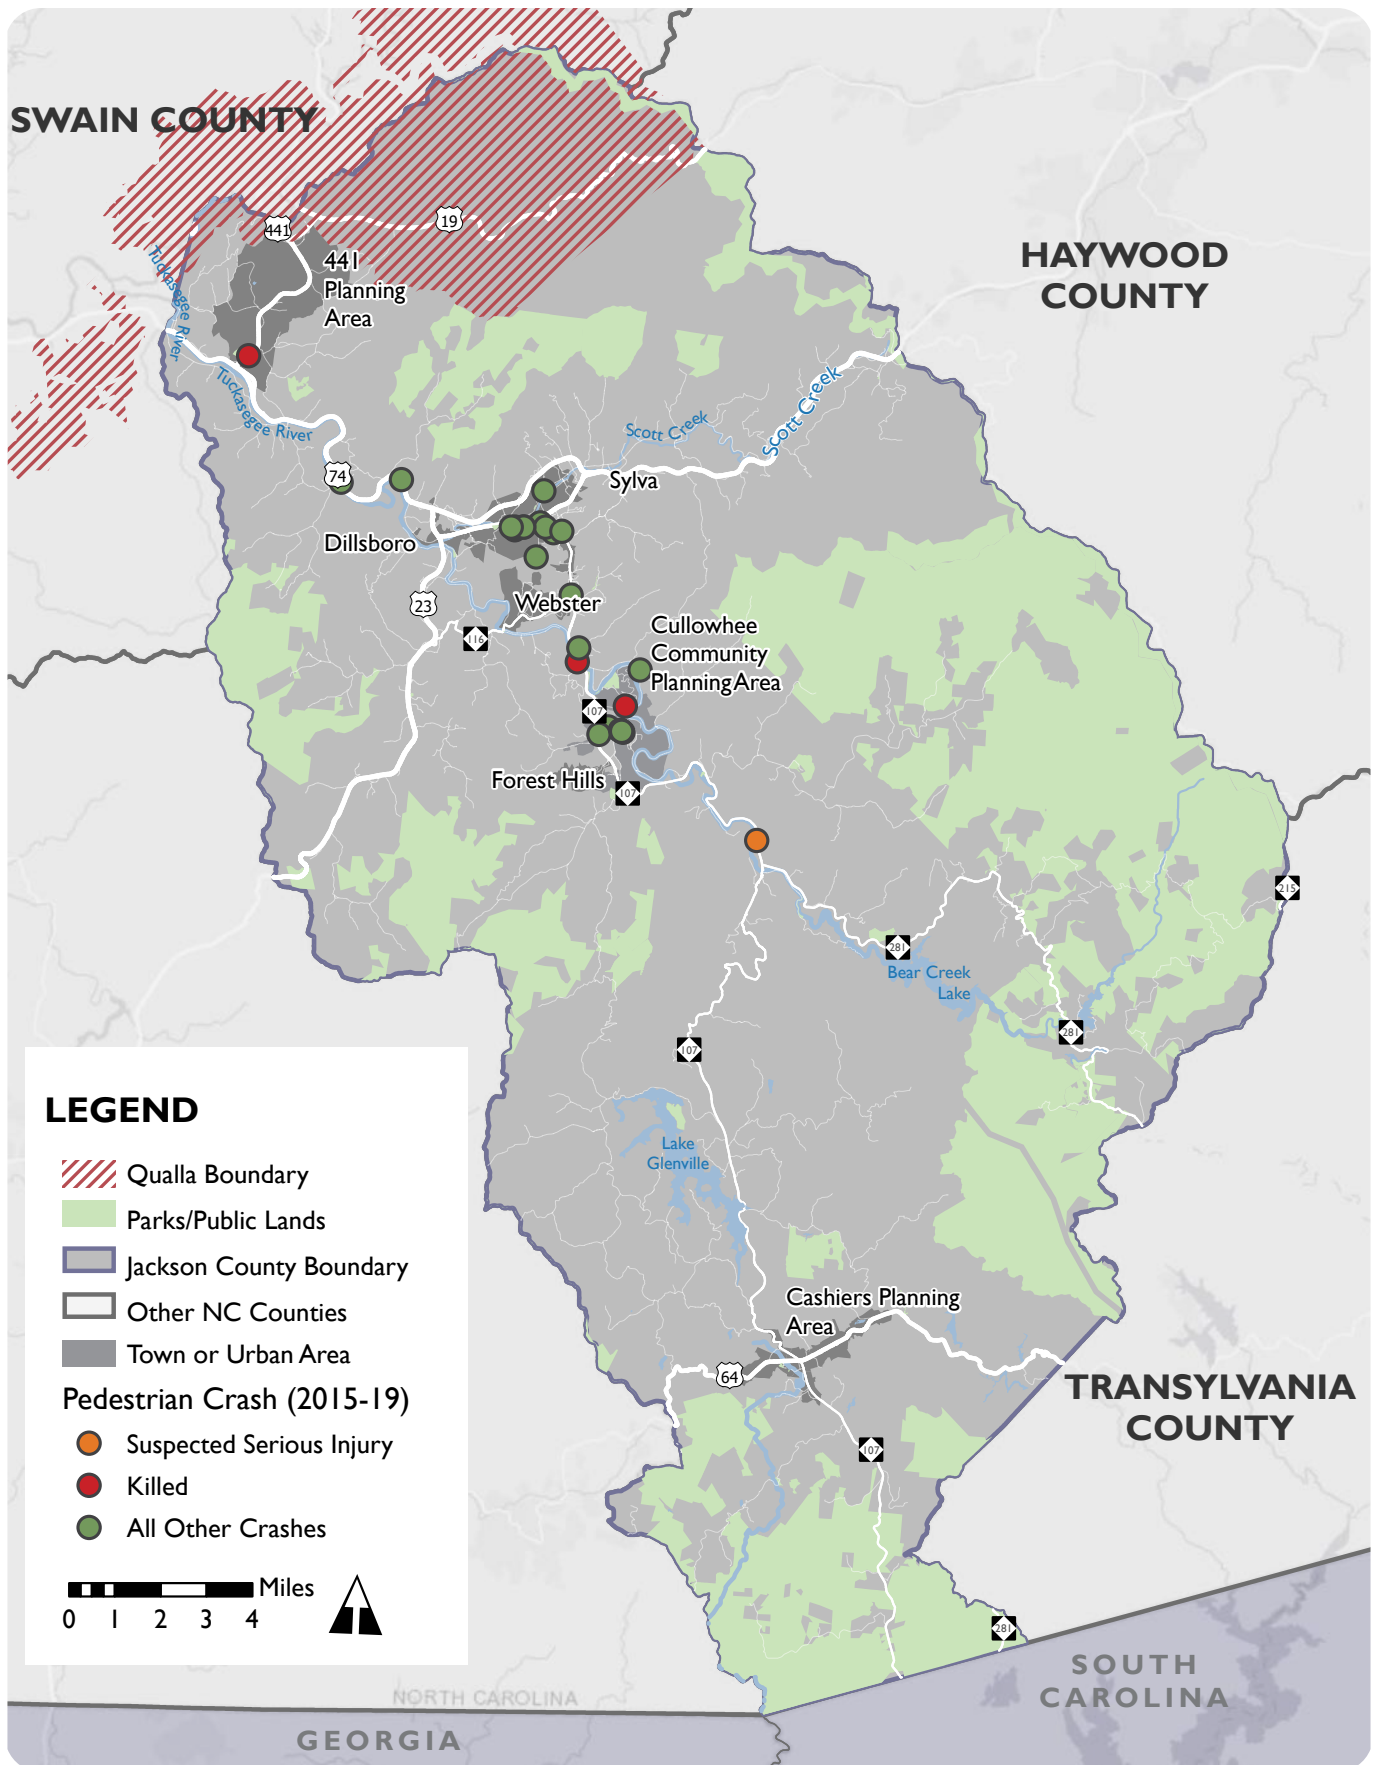 SWAIN COUNTY
HAYWOOD
COUNTY
441
19
441
Planning
Area
Tuckasegee River
Tuckasegee River
Scott Creek
Scott Creek
74
Sylva
Dillsboro
23
Webster
116
Cullowhee
Community
Planning Area
107
Forest Hills
107
215
281
Bear Creek
Lake
281
107
Lake
Glenville
Cashiers Planning
Area
64
TRANSYLVANIA
COUNTY
107
281
SOUTH
CAROLINA
NORTH CAROLINA
GEORGIA
LEGEND
Qualla Boundary
Parks/Public Lands
Jackson County Boundary
Other NC Counties
Town or Urban Area
Pedestrian Crash (2015-19)
Suspected Serious Injury
Killed
All Other Crashes
Miles
0 1 2 3 4